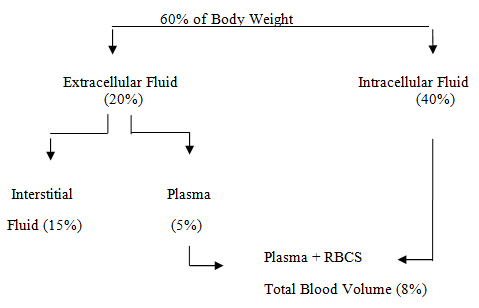 60% of Body Weight
Extracellular Fluid
(20%)
Intracellular Fluid
(40%)
Interstitial
Fluid (15%)
Plasma
(5%)
Plasma + RBCS
Total Blood Volume (8%)